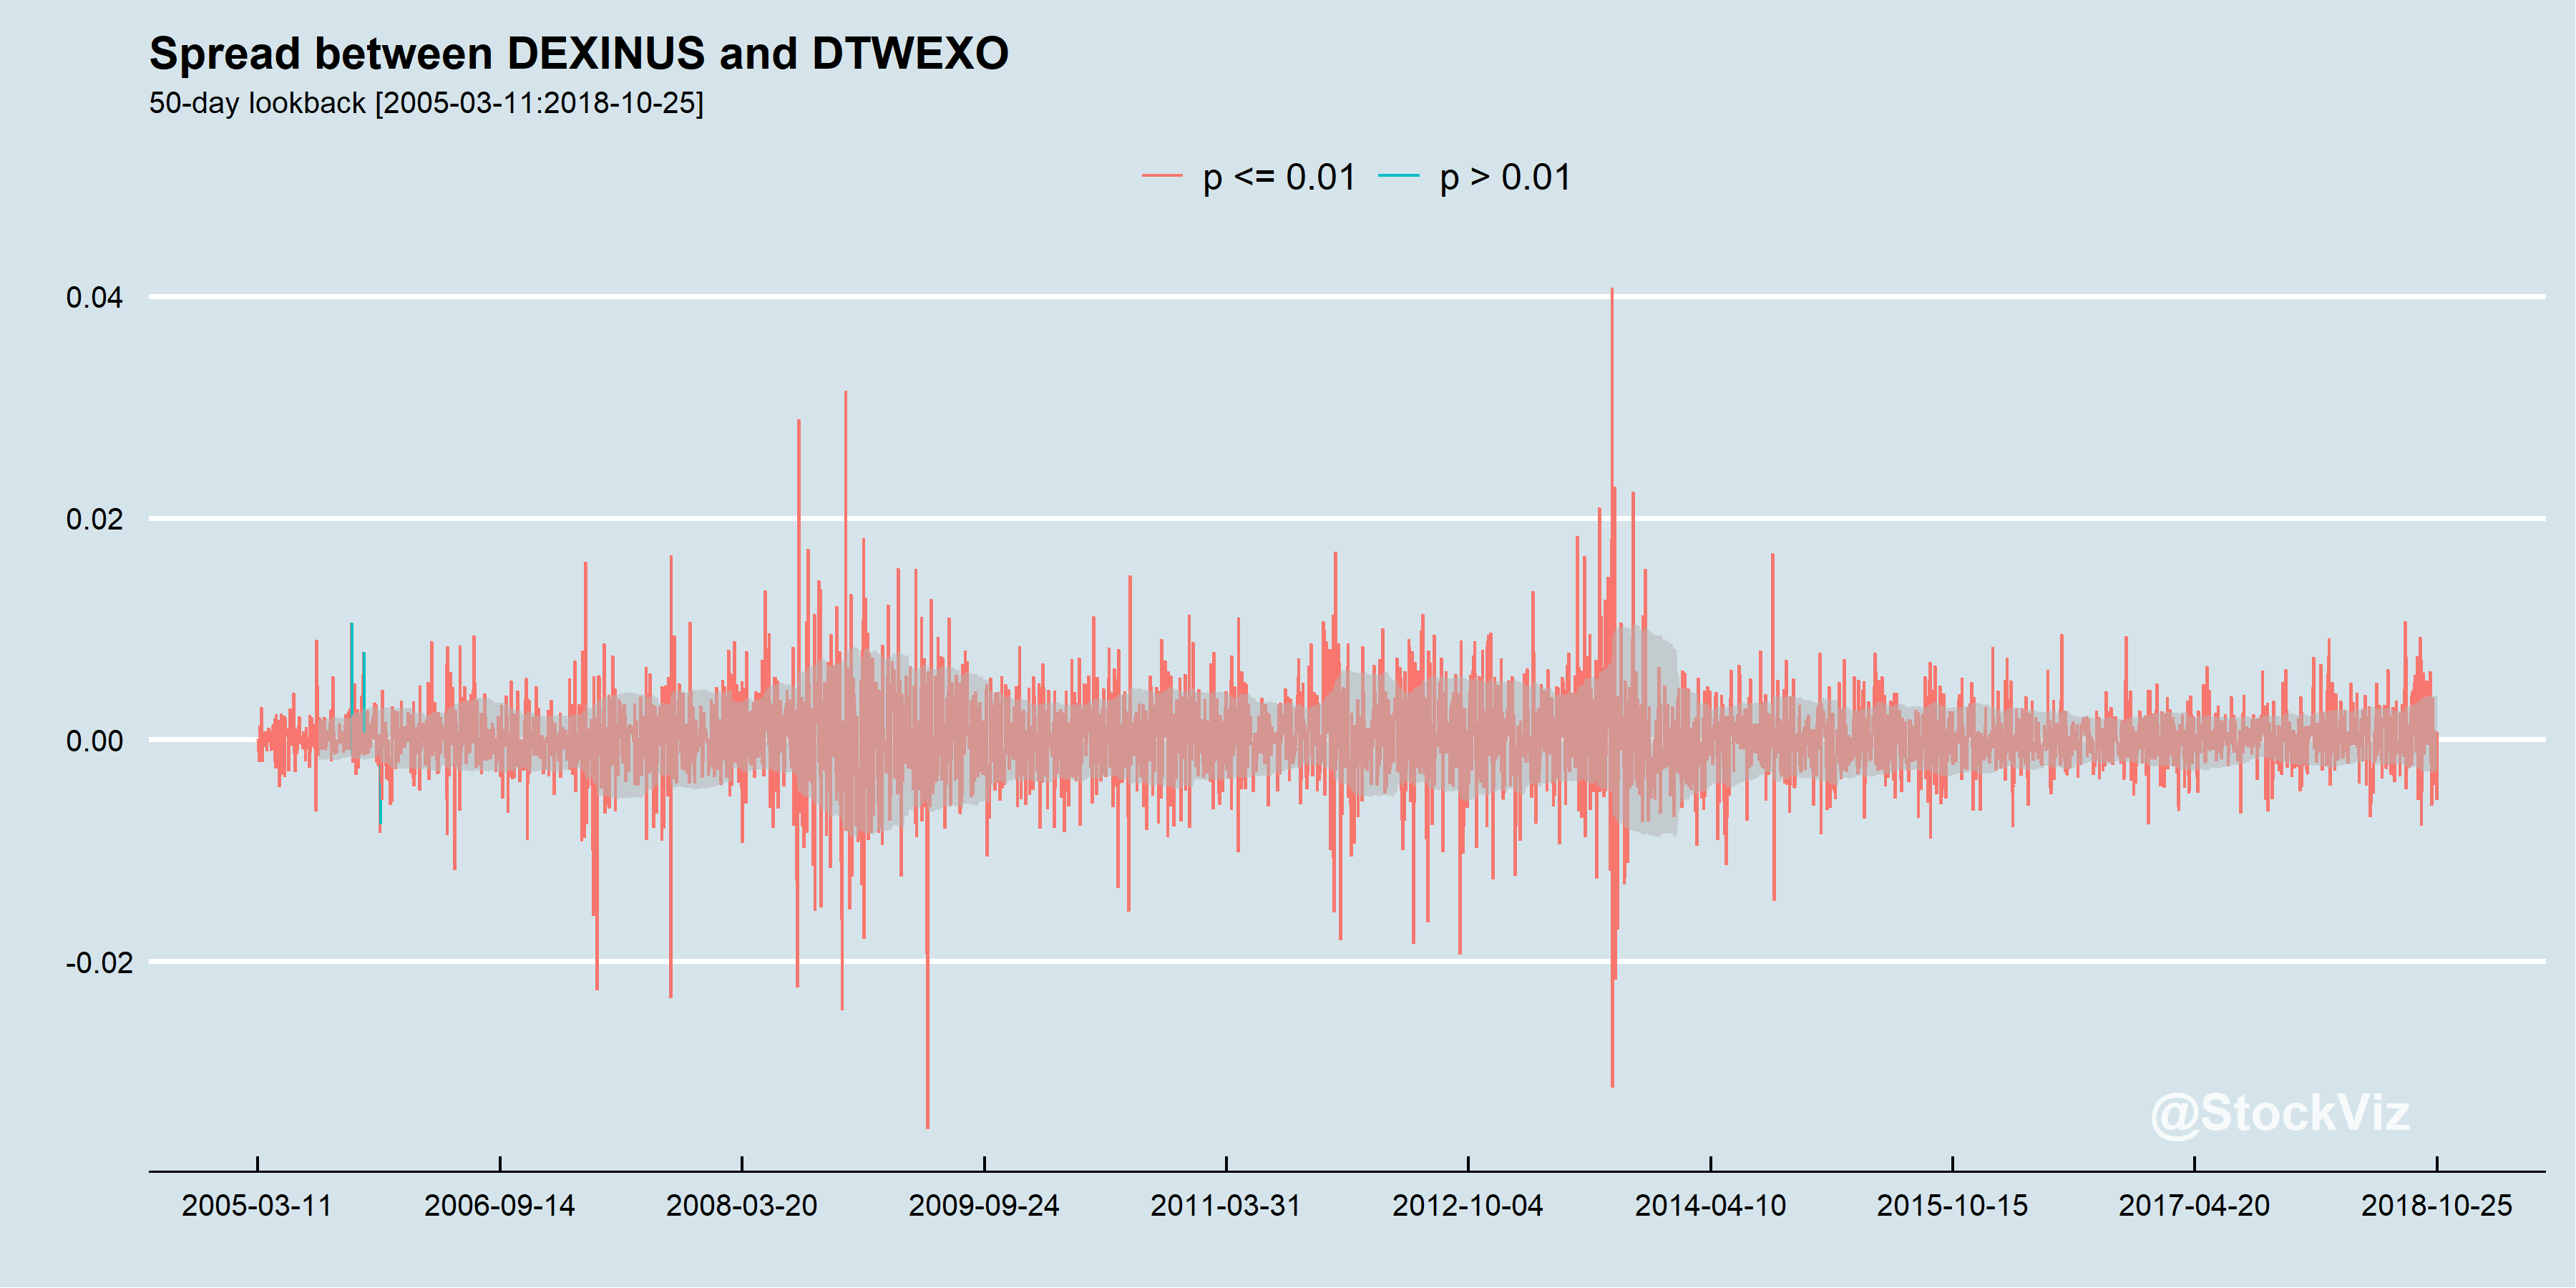 Spread between DEXINUS and DTWEXO
50-day lookback [2005-03-11:2018-10-25]
p <= 0.01 p > 0.01
0.04
0.02
0.00
-0.02
@StockViz
2005-03-11 2006-09-14 2008-03-20 2009-09-24 2011-03-31 2012-10-04 2014-04-10 2015-10-15 2017-04-20 2018-10-25